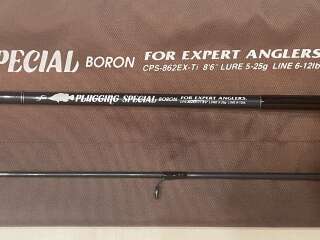 PECIAL BORON FOR EXPERT ANGLERS
CPS-862EX-Ti 8'6" LURE 5-25g LINE 6-12lb
PLUGGING SPECIAL BORON FOR EXPERT ANGLERS.